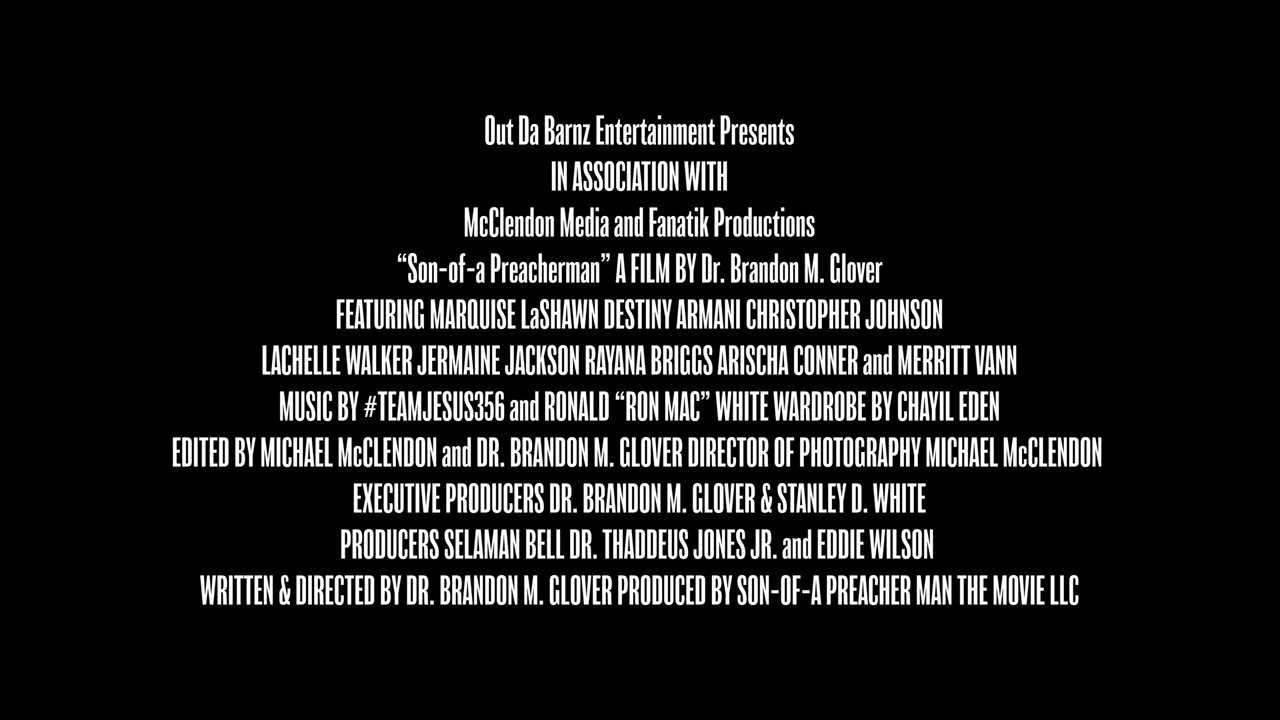 Out Da Barnz Entertainment Presents
IN ASSOCIATION WITH
McClendon Media and Fanatik Productions
“Son-of-a Preacherman” A FILM BY Dr. Brandon M. Glover
FEATURING MARQUISE LaSHAWN DESTINY ARMANI CHRISTOPHER JOHNSON
LACHELLE WALKER JERMAINE JACKSON RAYANA BRIGGS ARISCHA CONNER and MERRITT VANN
MUSIC BY #TEAMJESUS356 and RONALD “RON MAC” WHITE WARDROBE BY CHAYIL EDEN
EDITED BY MICHAEL McCLENDON and DR. BRANDON M. GLOVER DIRECTOR OF PHOTOGRAPHY MICHAEL McCLENDON
EXECUTIVE PRODUCERS DR. BRANDON M. GLOVER & STANLEY D. WHITE
PRODUCERS SELAMAN BELL DR. THADDEUS JONES JR. and EDDIE WILSON
WRITTEN & DIRECTED BY DR. BRANDON M. GLOVER PRODUCED BY SON-OF-A PREACHER MAN THE MOVIE LLC